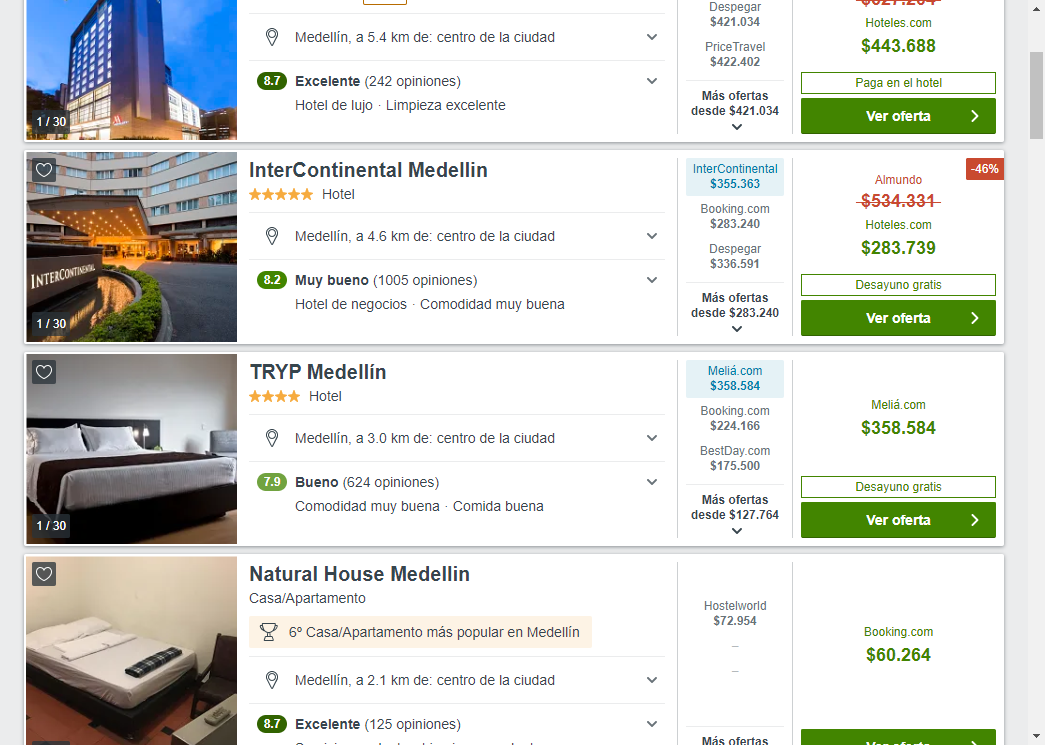 Medellín, a 5.4 km de: centro de la ciudad
8.7 Excelente (242 opiniones)
Hotel de lujo · Limpieza excelente
1 / 30
Despegar
$421.034
PriceTravel
$422.402
Más ofertas
desde $421.034
Hoteles.com
$443.688
Paga en el hotel
Ver oferta
InterContinental Medellin
Hotel
Medellín, a 4.6 km de: centro de la ciudad
8.2 Muy bueno (1005 opiniones)
Hotel de negocios · Comodidad muy buena
INTERCONTINENTAL
1 / 30
InterContinental
$355.363
Booking.com
$283.240
Despegar
$336.591
Más ofertas
desde $283.240
-46%
Almundo
$534.331
Hoteles.com
$283.739
Desayuno gratis
Ver oferta
TRYP Medellín
Hotel
Medellín, a 3.0 km de: centro de la ciudad
7.9 Bueno (624 opiniones)
Comodidad muy buena · Comida buena
1 / 30
Meliá.com
$358.584
Booking.com
$224.166
BestDay.com
$175.500
Más ofertas
desde $127.764
Meliá.com
$358.584
Desayuno gratis
Ver oferta
Natural House Medellin
Casa/Apartamento
6º Casa/Apartamento más popular en Medellín
Medellín, a 2.1 km de: centro de la ciudad
8.7 Excelente (125 opiniones)
Hostelworld
$72.954
–
–
Más ofertas
Booking.com
$60.264
Ver oferta